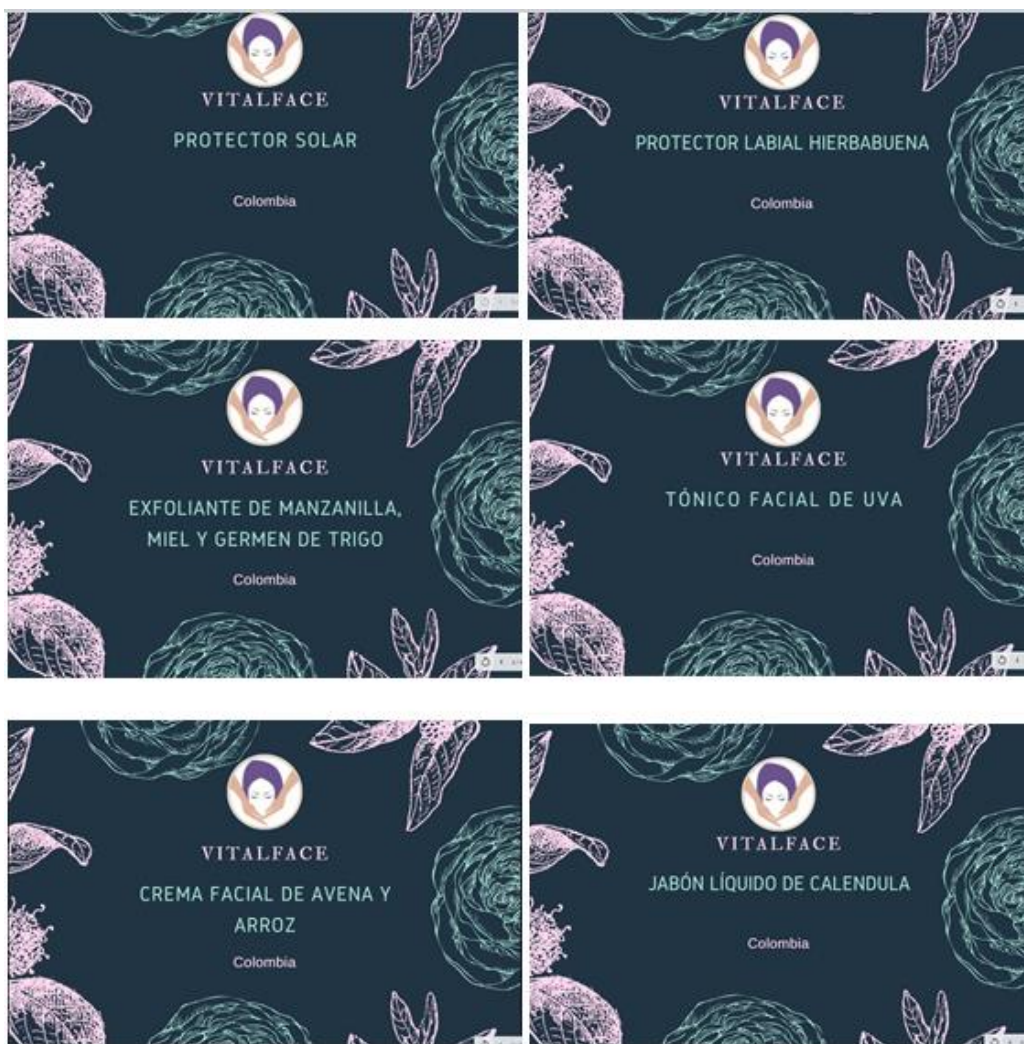 VITALFACE
PROTECTOR SOLAR
Colombia
VITALFACE
PROTECTOR LABIAL HIERBABUENA
Colombia
VITALFACE
EXFOLIANTE DE MANZANILLA,
MIEL Y GERMEN DE TRIGO
Colombia
VITALFACE
TÓNICO FACIAL DE UVA
Colombia
VITALFACE
CREMA FACIAL DE AVENA Y
ARROZ
Colombia
VITALFACE
JABÓN LÍQUIDO DE CALENDULA
Colombia